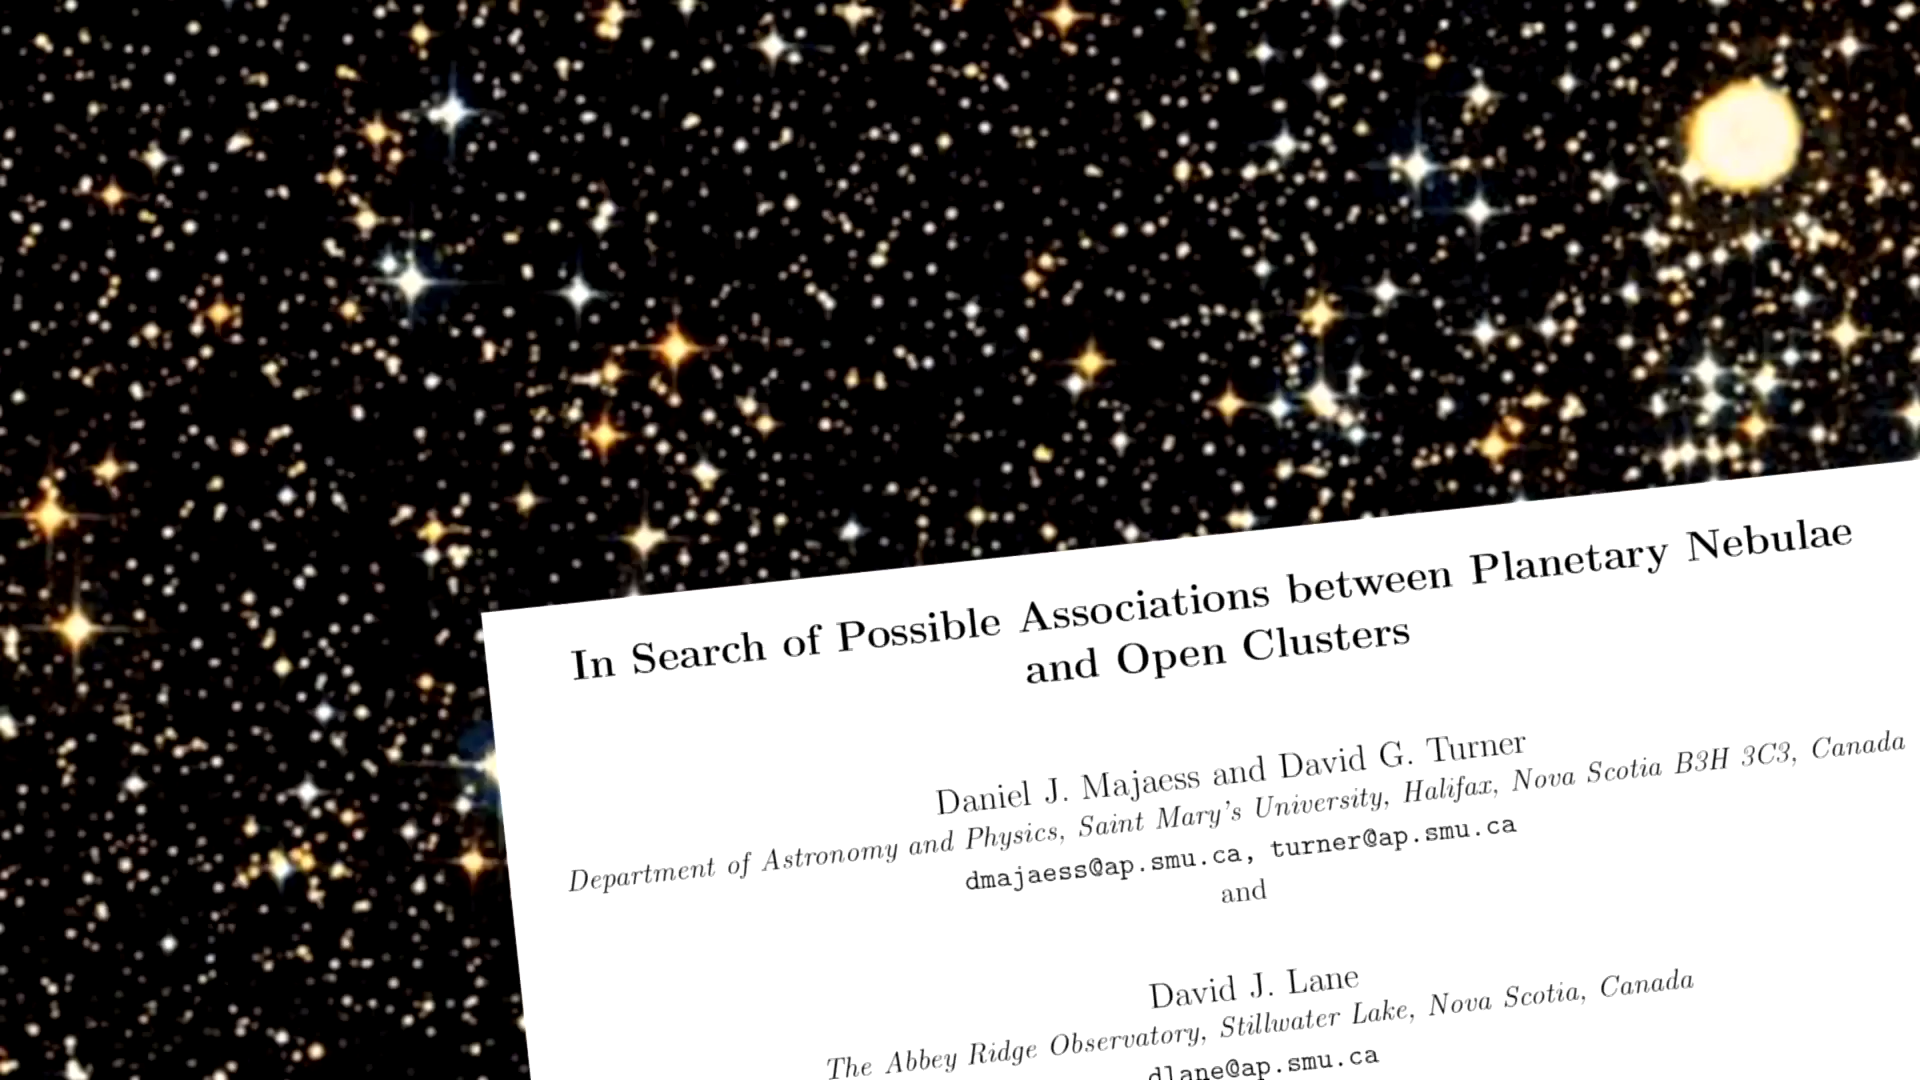 In Search of Possible Associations between Planetary Nebulae
and Open Clusters
Daniel J. Majaess and David G. Turner
Department of Astronomy and Physics, Saint Mary's University, Halifax, Nova Scotia B3H 3C3, Canada
dmajaess@ap.smu.ca, turner@ap.smu.ca
and
David J. Lane
The Abbey Ridge Observatory, Stillwater Lake, Nova Scotia, Canada
dlane@ap.smu.ca